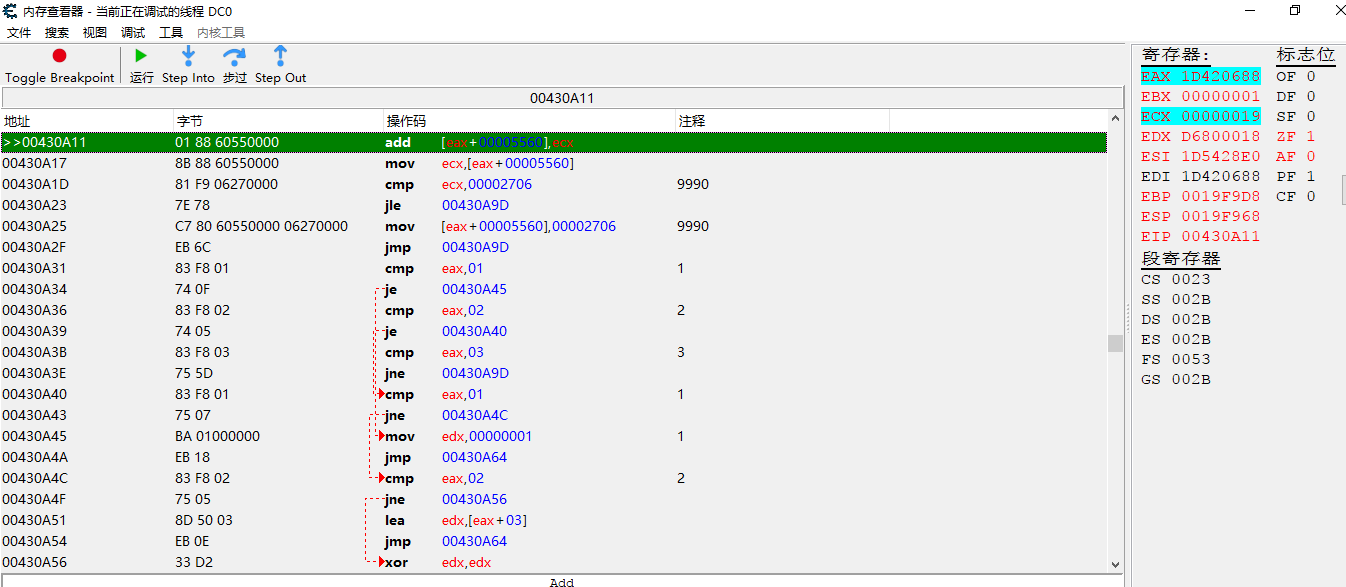 内存查看器 - 当前正在调试的线程 DC0
文件 搜索 视图 调试 工具 内核工具
Toggle Breakpoint 运行 Step Into 步过 Step Out
00430A11
地址 字节 操作码 注释
>>00430A11 01 88 60550000 add [eax+00005560],ecx
00430A17 8B 88 60550000 mov ecx,[eax+00005560]
00430A1D 81 F9 06270000 cmp ecx,00002706 9990
00430A23 7E 78 jle 00430A9D
00430A25 C7 80 60550000 06270000 mov [eax+00005560],00002706 9990
00430A2F EB 6C jmp 00430A9D
00430A31 83 F8 01 cmp eax,01 1
00430A34 74 0F je 00430A45
00430A36 83 F8 02 cmp eax,02 2
00430A39 74 05 je 00430A40
00430A3B 83 F8 03 cmp eax,03 3
00430A3E 75 5D jne 00430A9D
00430A40 83 F8 01 cmp eax,01 1
00430A43 75 07 jne 00430A4C
00430A45 BA 01000000 mov edx,00000001 1
00430A4A EB 18 jmp 00430A64
00430A4C 83 F8 02 cmp eax,02 2
00430A4F 75 05 jne 00430A56
00430A51 8D 50 03 lea edx,[eax+03]
00430A54 EB 0E jmp 00430A64
00430A56 33 D2 xor edx,edx
Add
寄存器: 标志位
EAX 1D420688 OF 0
EBX 00000001 DF 0
ECX 00000019 SF 0
EDX D6800018 ZF 1
ESI 1D5428E0 AF 0
EDI 1D420688 PF 1
EBP 0019F9D8 CF 0
ESP 0019F968
EIP 00430A11
段寄存器
CS 0023
SS 002B
DS 002B
ES 002B
FS 0053
GS 002B